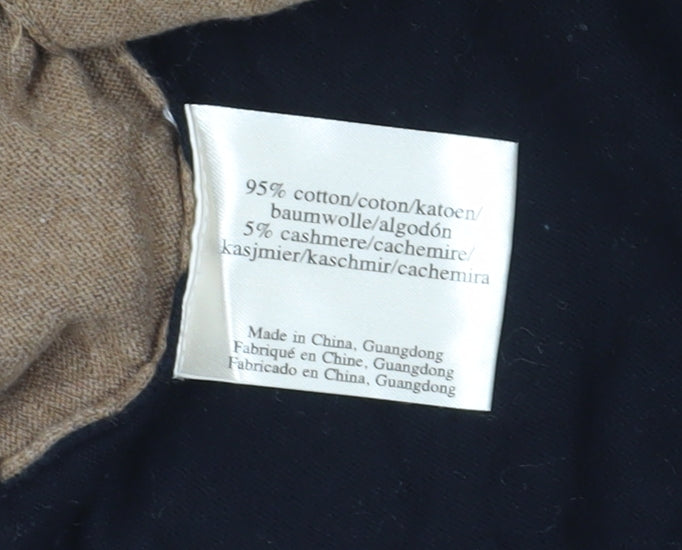 95% cotton/coton/katoen/
baumwolle/algodón
5% cashmere/cachemire/
kasjmier/kaschmir/cachemira
Made in China, Guangdong
Fabriqué en Chine, Guangdong
Fabricado en China, Guangdong